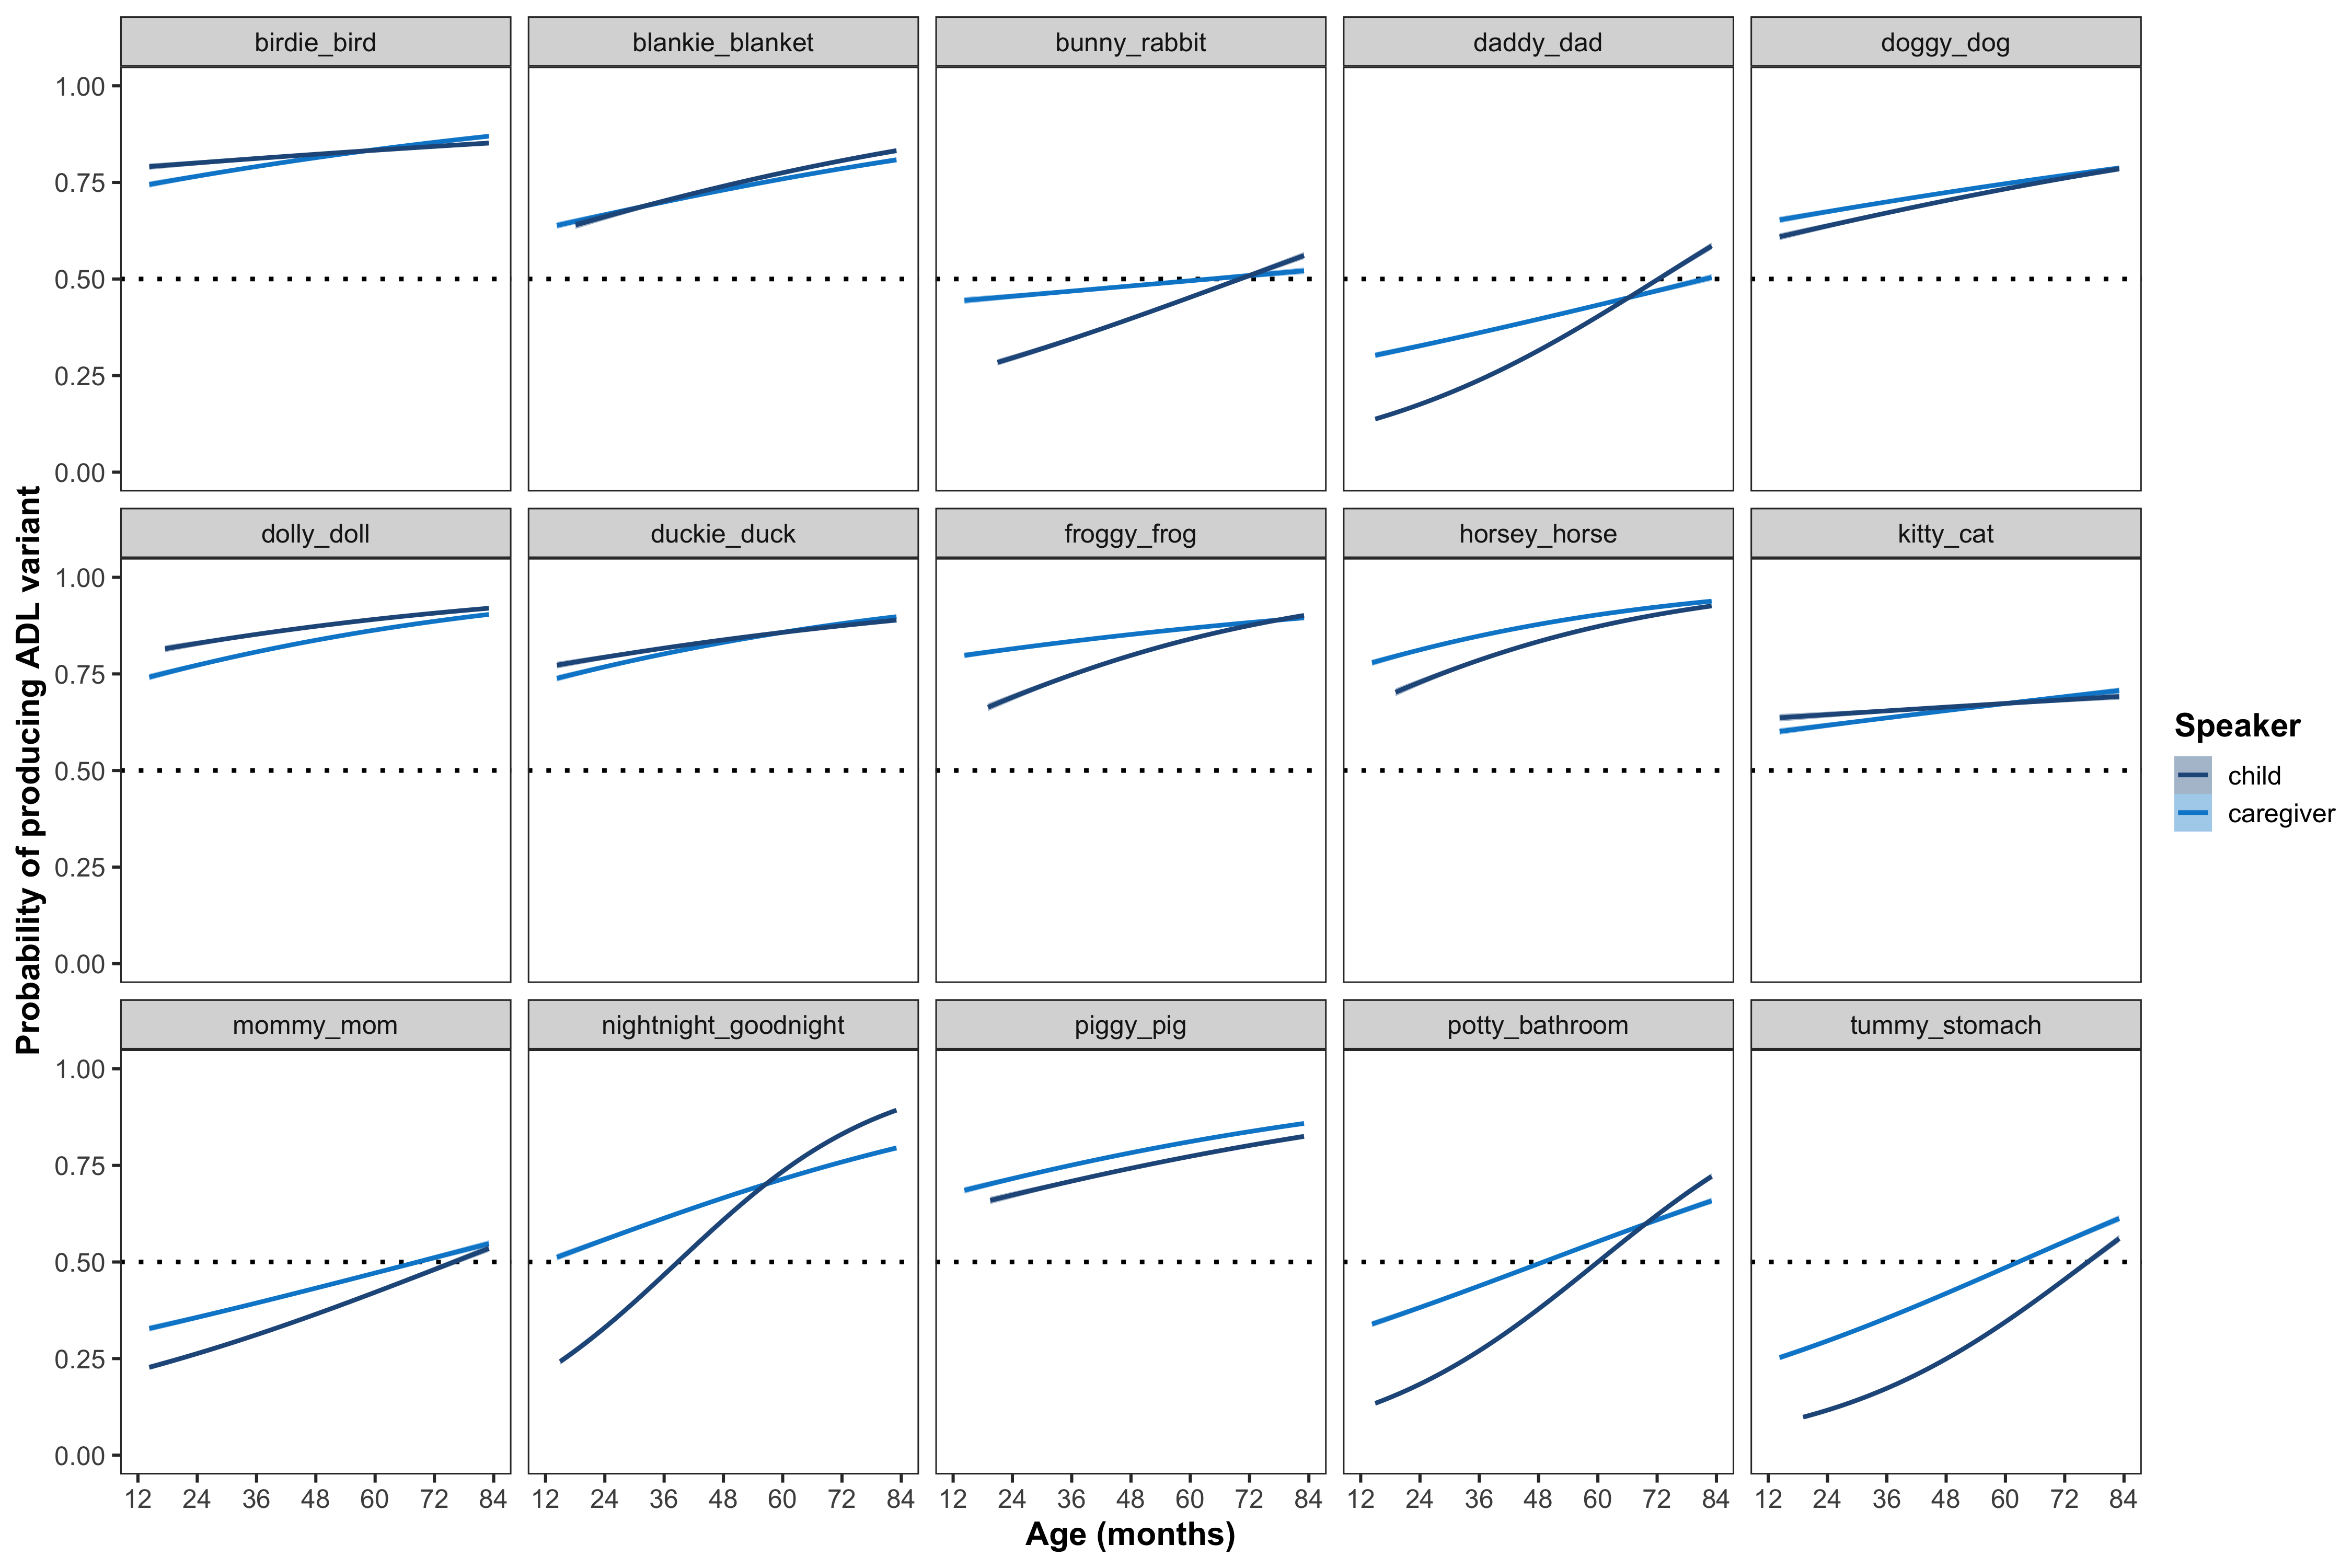 birdie_bird blankie_blanket bunny_rabbit daddy_dad doggy_dog
1.00
0.75
0.50
0.25
0.00
dolly_doll duckie_duck froggy_frog horsey_horse kitty_cat
1.00
0.75
0.50
0.25
0.00
mommy_mom nightnight_goodnight piggy_pig potty_bathroom tummy_stomach
1.00
0.75
0.50
0.25
0.00
12 24 36 48 60 72 84 12 24 36 48 60 72 84 12 24 36 48 60 72 84 12 24 36 48 60 72 84 12 24 36 48 60 72 84
Age (months)
Probability of producing ADL variant
Speaker
child
caregiver